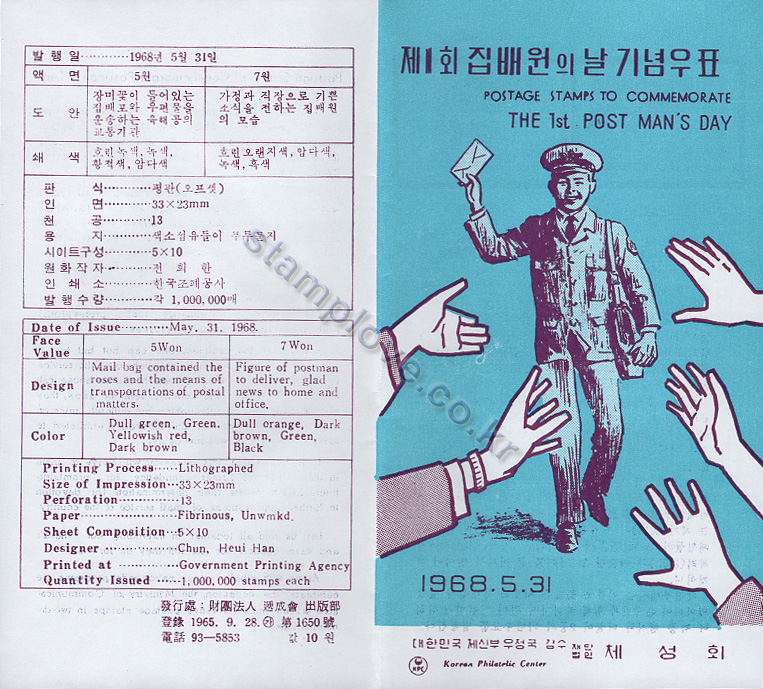 발행일 ············1968년 5월 31일
액면 5원 7원
도안
장미꽃이 들어있는
집배포와 우편물을
운송하는 육해공의
교통기관
가정과 직장으로 기쁜
소식을 전하는 집배원
의 모습
쇄색
흐린녹색, 녹색,
황적색, 암다색
흐린오랜지색, 암다색,
녹색, 흑색
판 식···········평판(오프셋)
인 면···········33×23mm
천 공···········13
용 지···········색소섬유들이
시이트구성···········5×10
원화작자···········전 희 한
인 쇄 소···········한국조폐공사
발행수량···········각 1,000,000매
Date of Issue···········May. 31. 1968.
Face Value 5Won 7Won
Design
Mail bag contained the
roses and the means of
transportations of postal
matters.
Figure of postman
to deliver, glad
news to home and
office.
Color
Dull green, Green.
Yellowish red,
Dark brown
Dull orange, Dark
brown, Green,
Black
Printing Process······Lithographed
Size of Impression···33×23mm
Perforation···········13
Paper···········Fibrinous, Unwmkd.
Sheet Composition···5×10
Designer···········Chun, Heui Han
Printed at···········Government Printing Agency
Quantity Issued······1,000,000 stamps each
發行處: 財團法人 遞成會 出版部
登錄 1965. 9. 28. ㉮ 第 1650號
電話 93—5853 값 10 원
제1회 집배원의 날 기념우표
POSTAGE STAMPS TO COMMEMORATE
THE 1st. POST MAN'S DAY
1968.5.31
대한민국 체신부 우정국 감수 재단법인 체성회
KPC Korean Philatelic Center
stamplove.co.kr